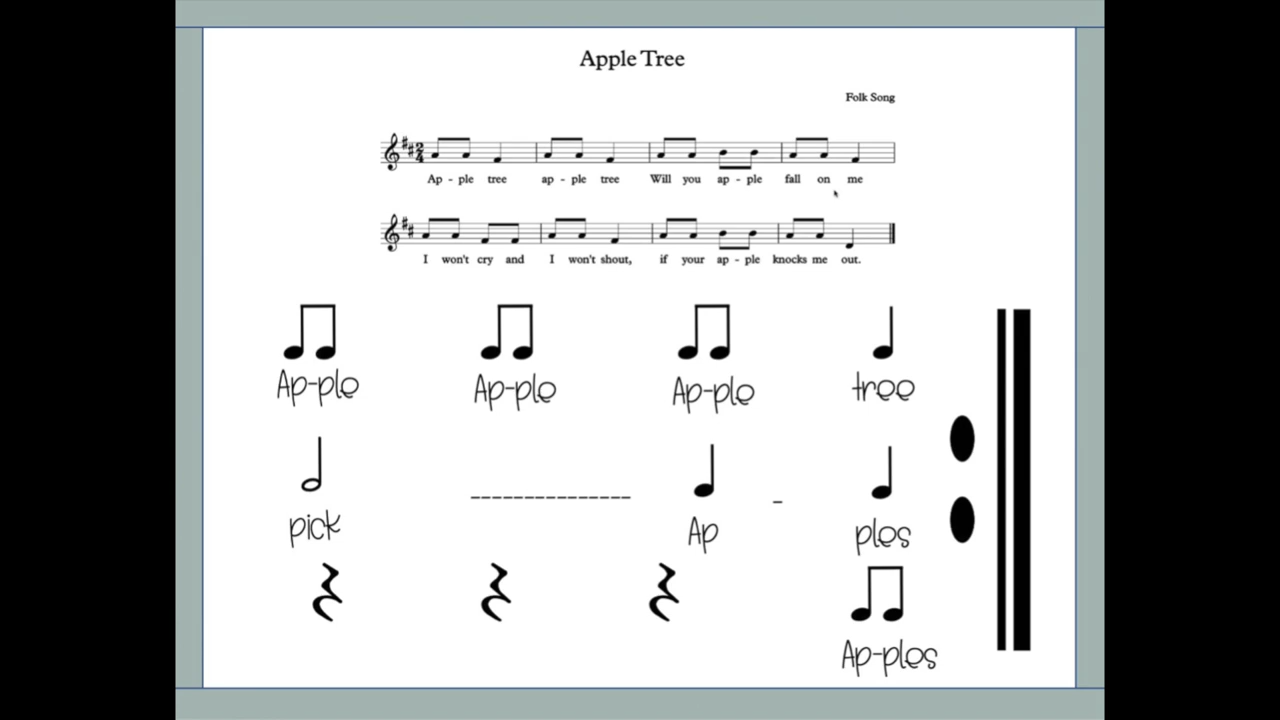 Apple Tree
Folk Song
2 4
Ap - ple tree ap - ple tree Will you ap - ple fall on me
I won't cry and I won't shout, if your ap - ple knocks me out.
Ap-ple Ap-ple Ap-ple tree
pick --------------- Ap - ples
Ap-ples